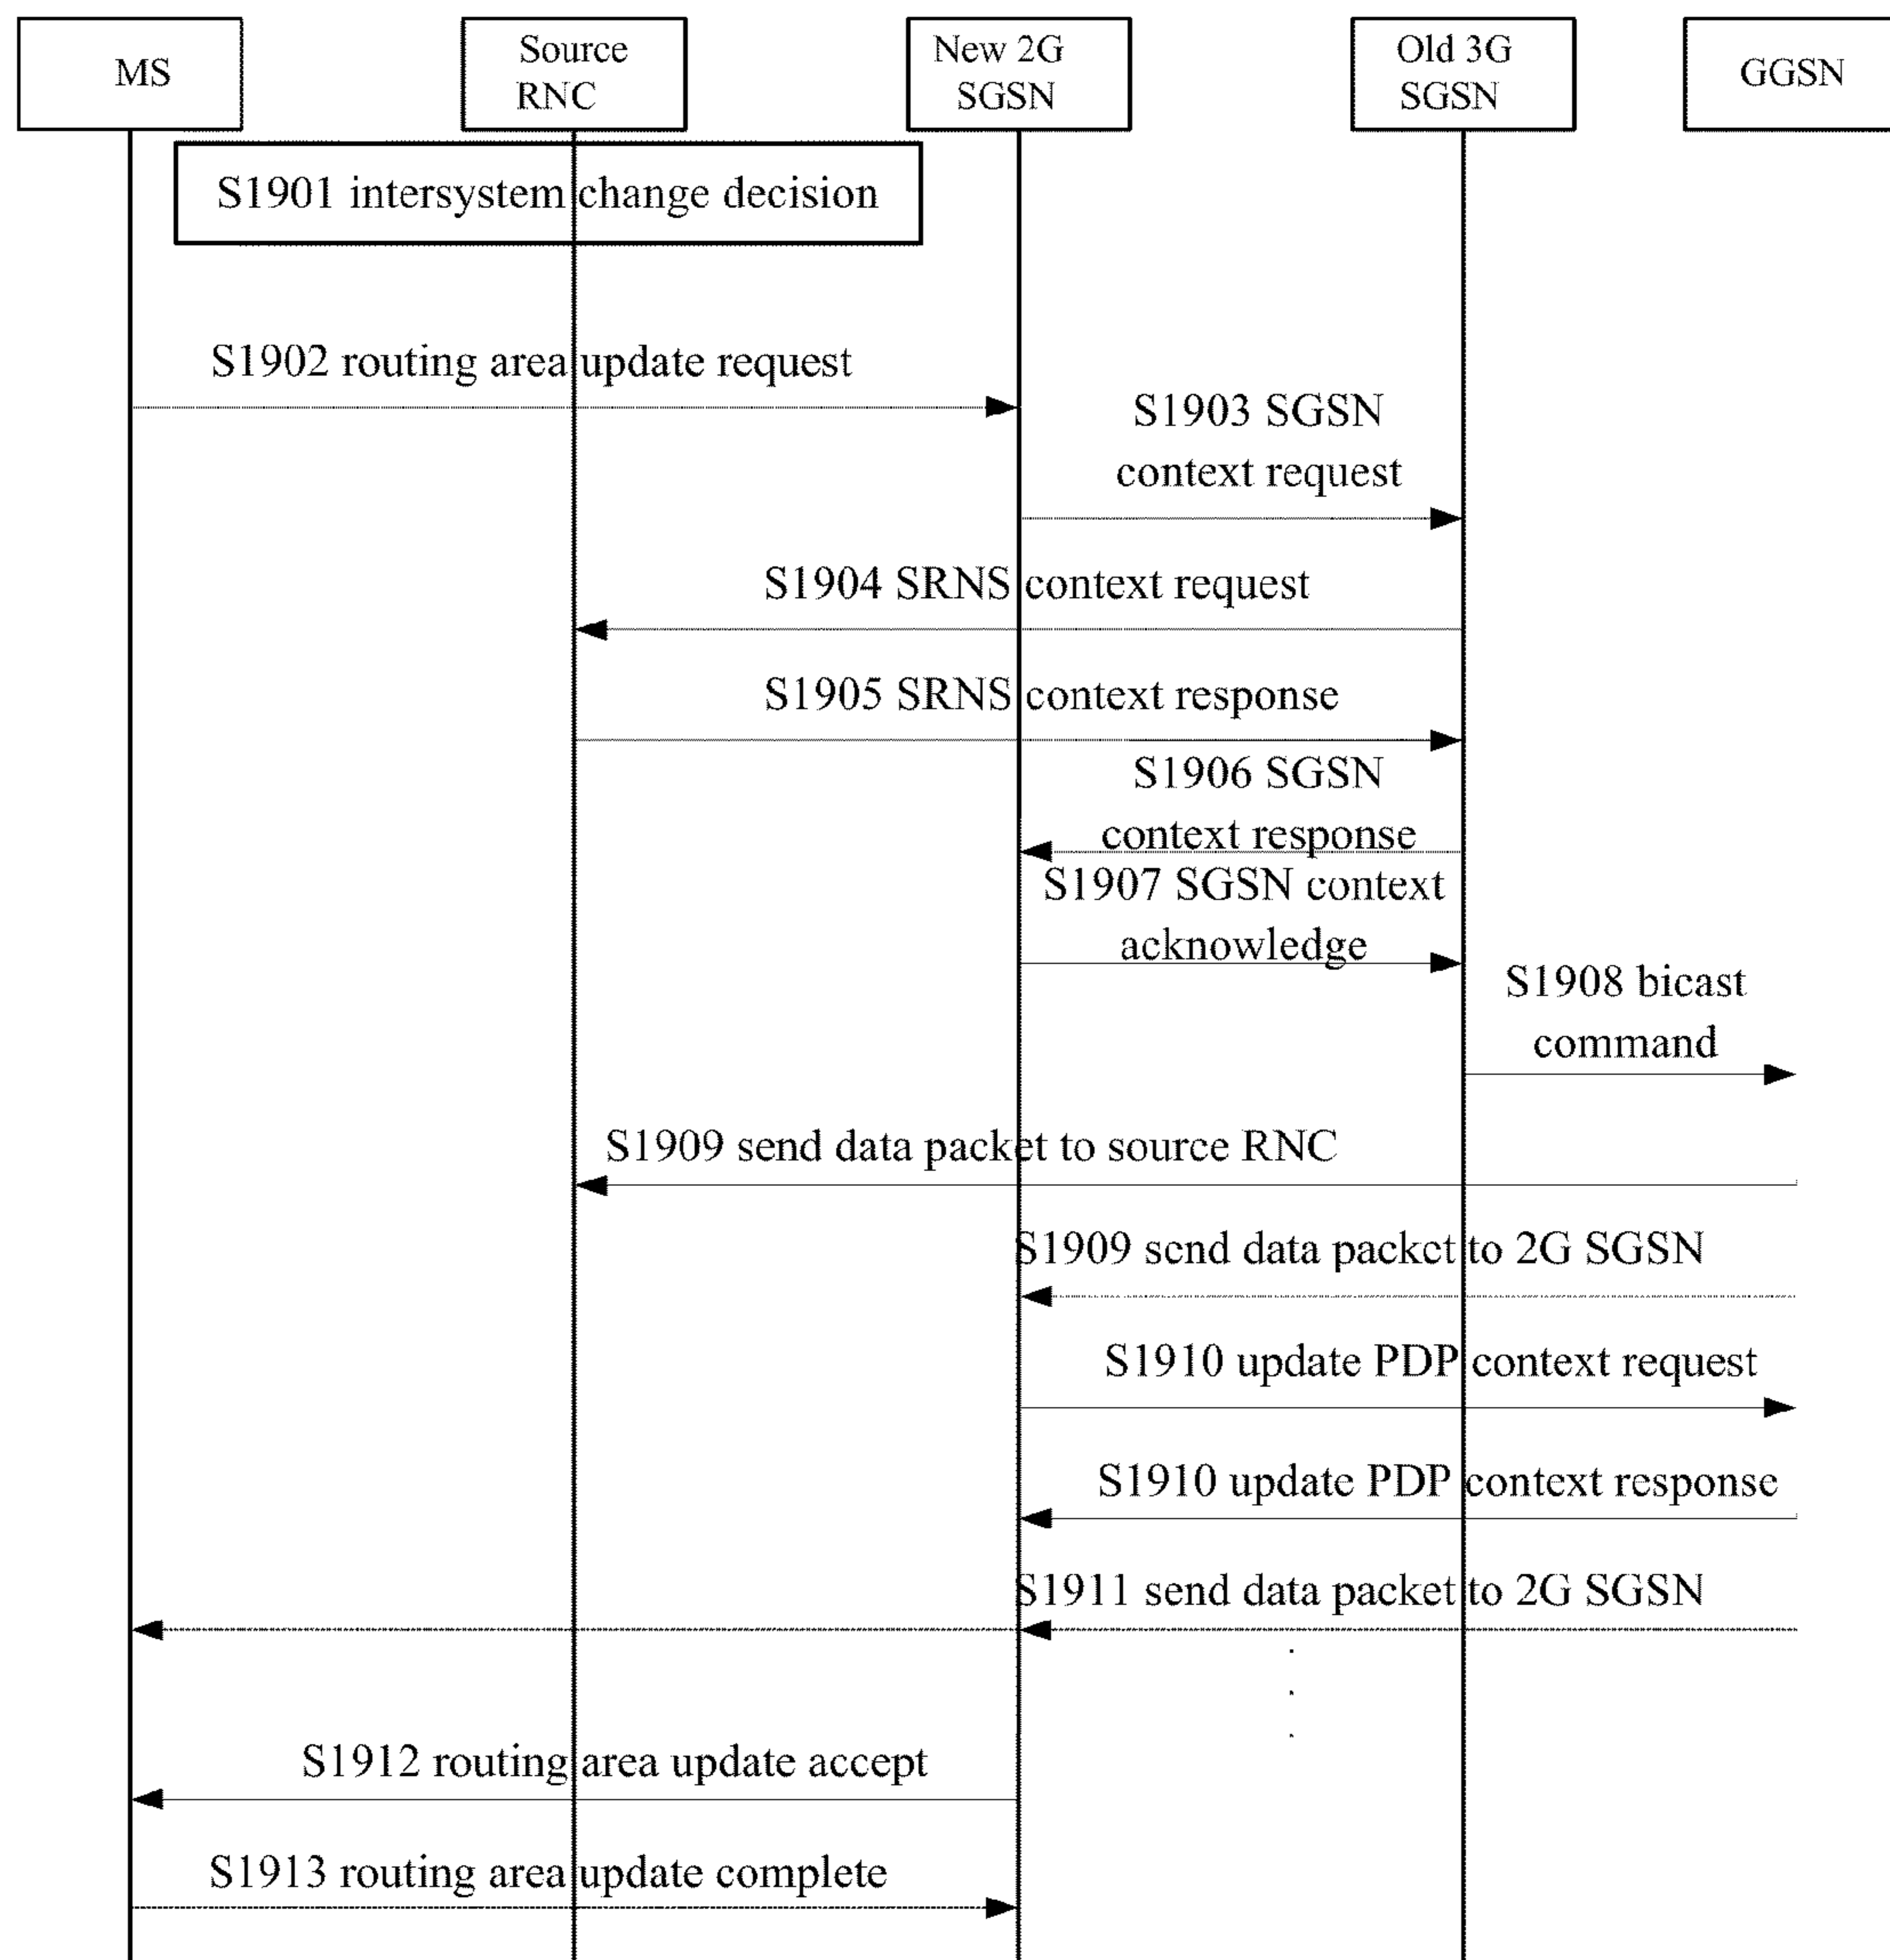 MS
Source
RNC
New 2G
SGSN
Old 3G
SGSN
GGSN
S1901 intersystem change decision
S1902 routing area update request
S1903 SGSN
context request
S1904 SRNS context request
S1905 SRNS context response
S1906 SGSN
context response
S1907 SGSN context
acknowledge
S1908 bicast
command
S1909 send data packet to source RNC
S1909 send data packet to 2G SGSN
S1910 update PDP context request
S1910 update PDP context response
S1911 send data packet to 2G SGSN
S1912 routing area update accept
S1913 routing area update complete